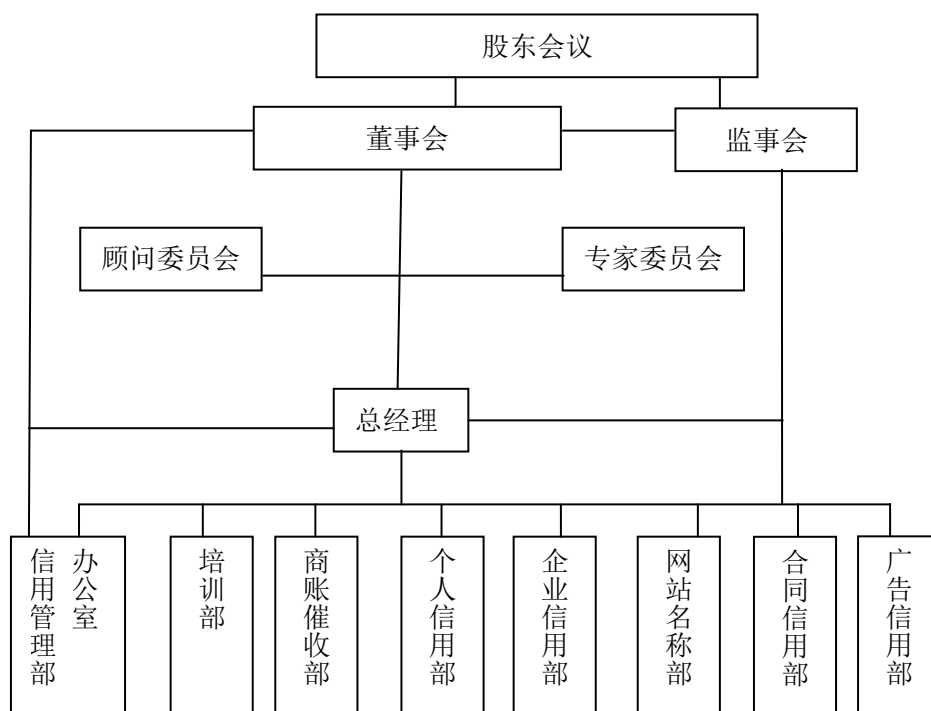 股东会议
董事会
监事会
顾问委员会
专家委员会
总经理
信用管理部
办公室
培训部
商账催收部
个人信用部
企业信用部
网站名称部
合同信用部
广告信用部